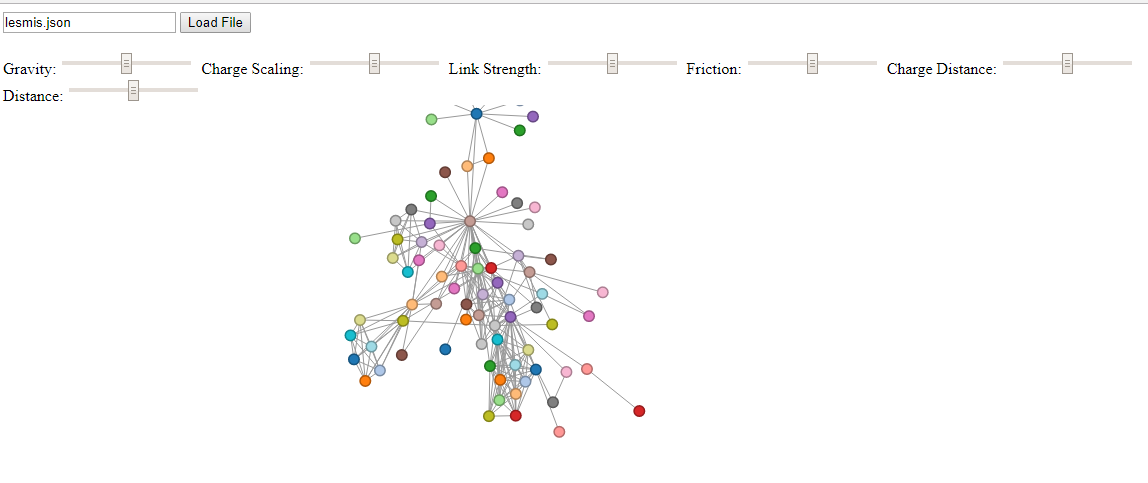 lesmis.json Load File
Gravity: Charge Scaling: Link Strength: Friction: Charge Distance:
Distance: